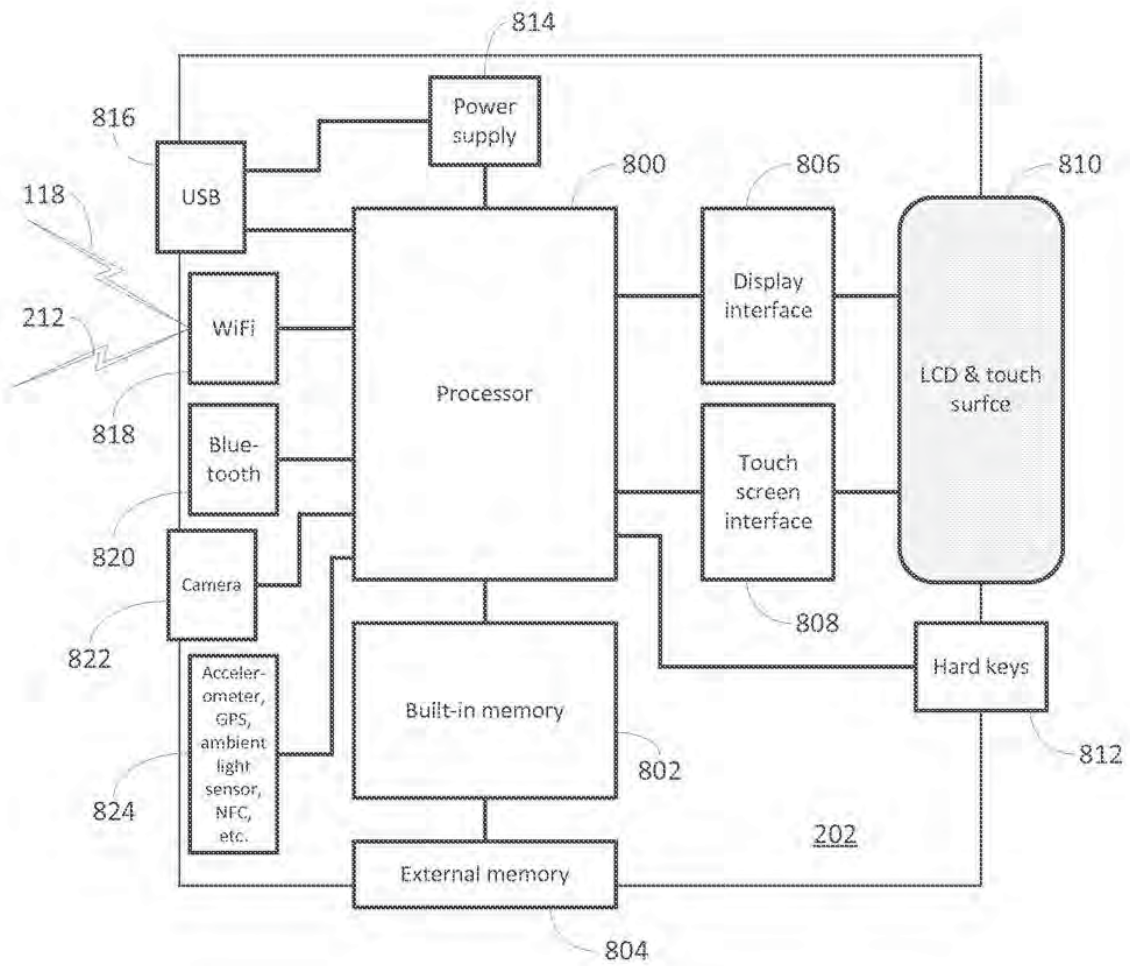 814
Power
supply
816
USB
800
806
810
118
Display
interface
WiFi
212
Processor
LCD & touch
surfce
818
Blue-
tooth
Touch
screen
interface
820
Camera
808
822
Hard keys
Acceler-
ometer,
GPS,
ambient
light
sensor,
NFC,
etc.
Built-in memory
802
812
824
202
External memory
804